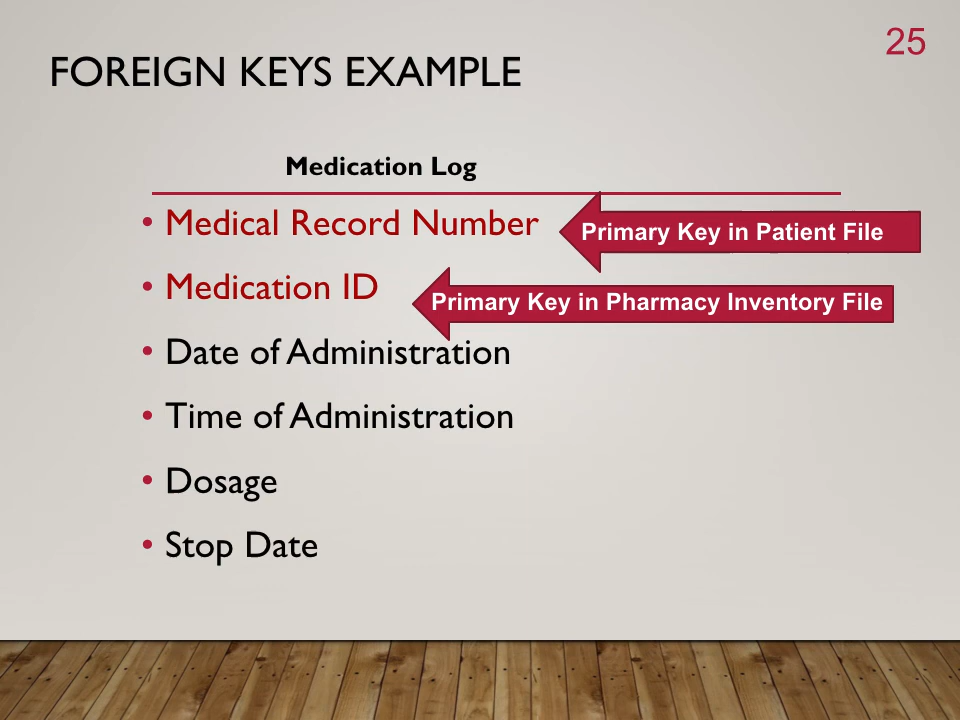 25
FOREIGN KEYS EXAMPLE
Medication Log
• Medical Record Number
Primary Key in Patient File
• Medication ID
Primary Key in Pharmacy Inventory File
• Date of Administration
• Time of Administration
• Dosage
• Stop Date